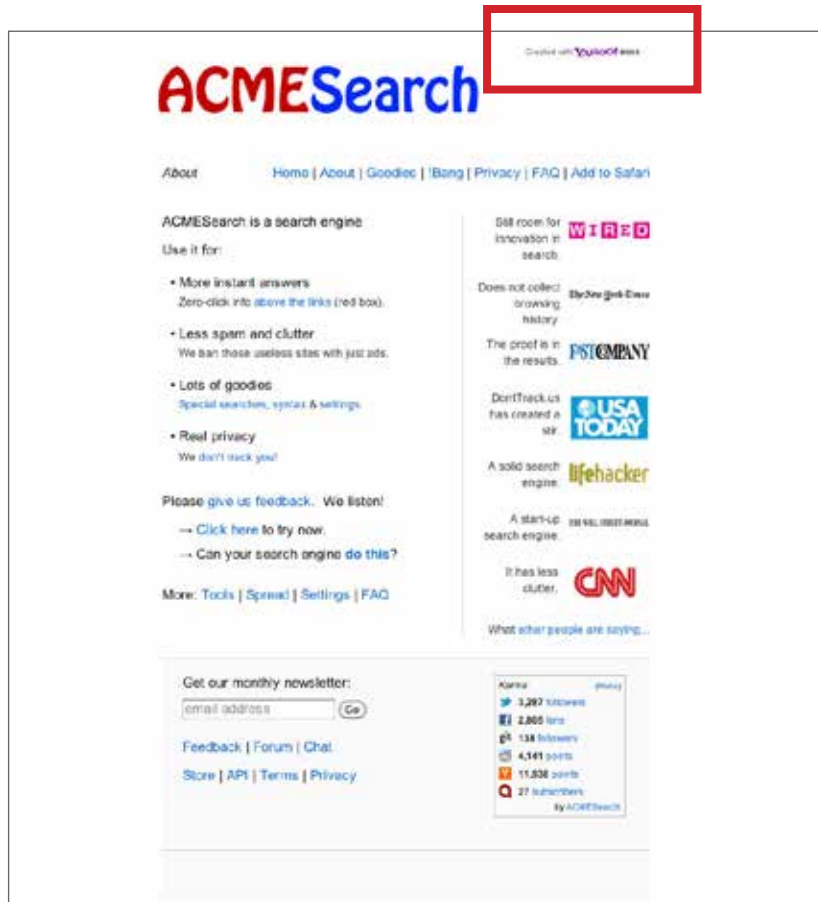 Created with YAHOO! BOSS
ACMESearch
About
Home | About | Goodies | !Bang | Privacy | FAQ | Add to Safari
ACMESearch is a search engine
Use it for:
• More instant answers
Zero-click info above the links (red box).
• Less spam and clutter
We ban those useless sites with just ads.
• Lots of goodies
Special searches, syntax & settings
• Real privacy
We don't track you!
Please give us feedback. We listen!
→ Click here to try now.
→ Can your search engine do this?
More: Tools | Spread | Settings | FAQ
Still room for
innovation in
search.
WIRED
Does not collect
browsing
history
The New York Times
The proof is in
the results.
FAST COMPANY
DontTrack.us
has created a
stir.
USA
TODAY
A solid search
engine.
lifehacker
A start-up
search engine.
THE WALL STREET JOURNAL
It has less
clutter.
CNN
What other people are saying...
Get our monthly newsletter:
email address
Go
Feedback | Forum | Chat
Store | API | Terms | Privacy
Karma
3,287 followers
2,805 fans
138 followers
4,141 points
11,838 points
27 subscribers
by ACMESearch